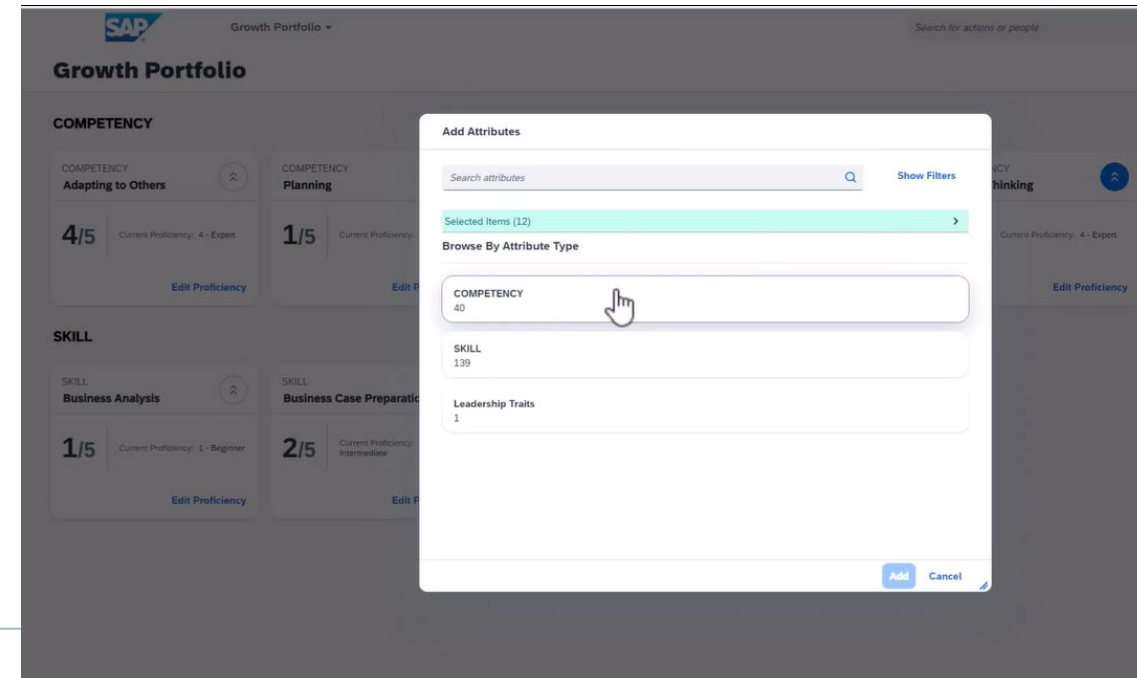 SAP
Growth Portfolio
Search for actions or people
Growth Portfolio
COMPETENCY
COMPETENCY
Adapting to Others
4/5
Current Proficiency: 4 - Expert
Edit Proficiency
COMPETENCY
Planning
1/5
Current Proficiency:
Edit P
NCY
hinking
Current Proficiency: 4 - Expert
Edit Proficiency
SKILL
SKILL
Business Analysis
1/5
Current Proficiency: 1 - Beginner
Edit Proficiency
SKILL
Business Case Preparatio
2/5
Current Proficiency:
Intermediate
Edit P
Add Attributes
Search attributes
Show Filters
Selected Items (12)
Browse By Attribute Type
COMPETENCY
40
SKILL
139
Leadership Traits
1
Add
Cancel